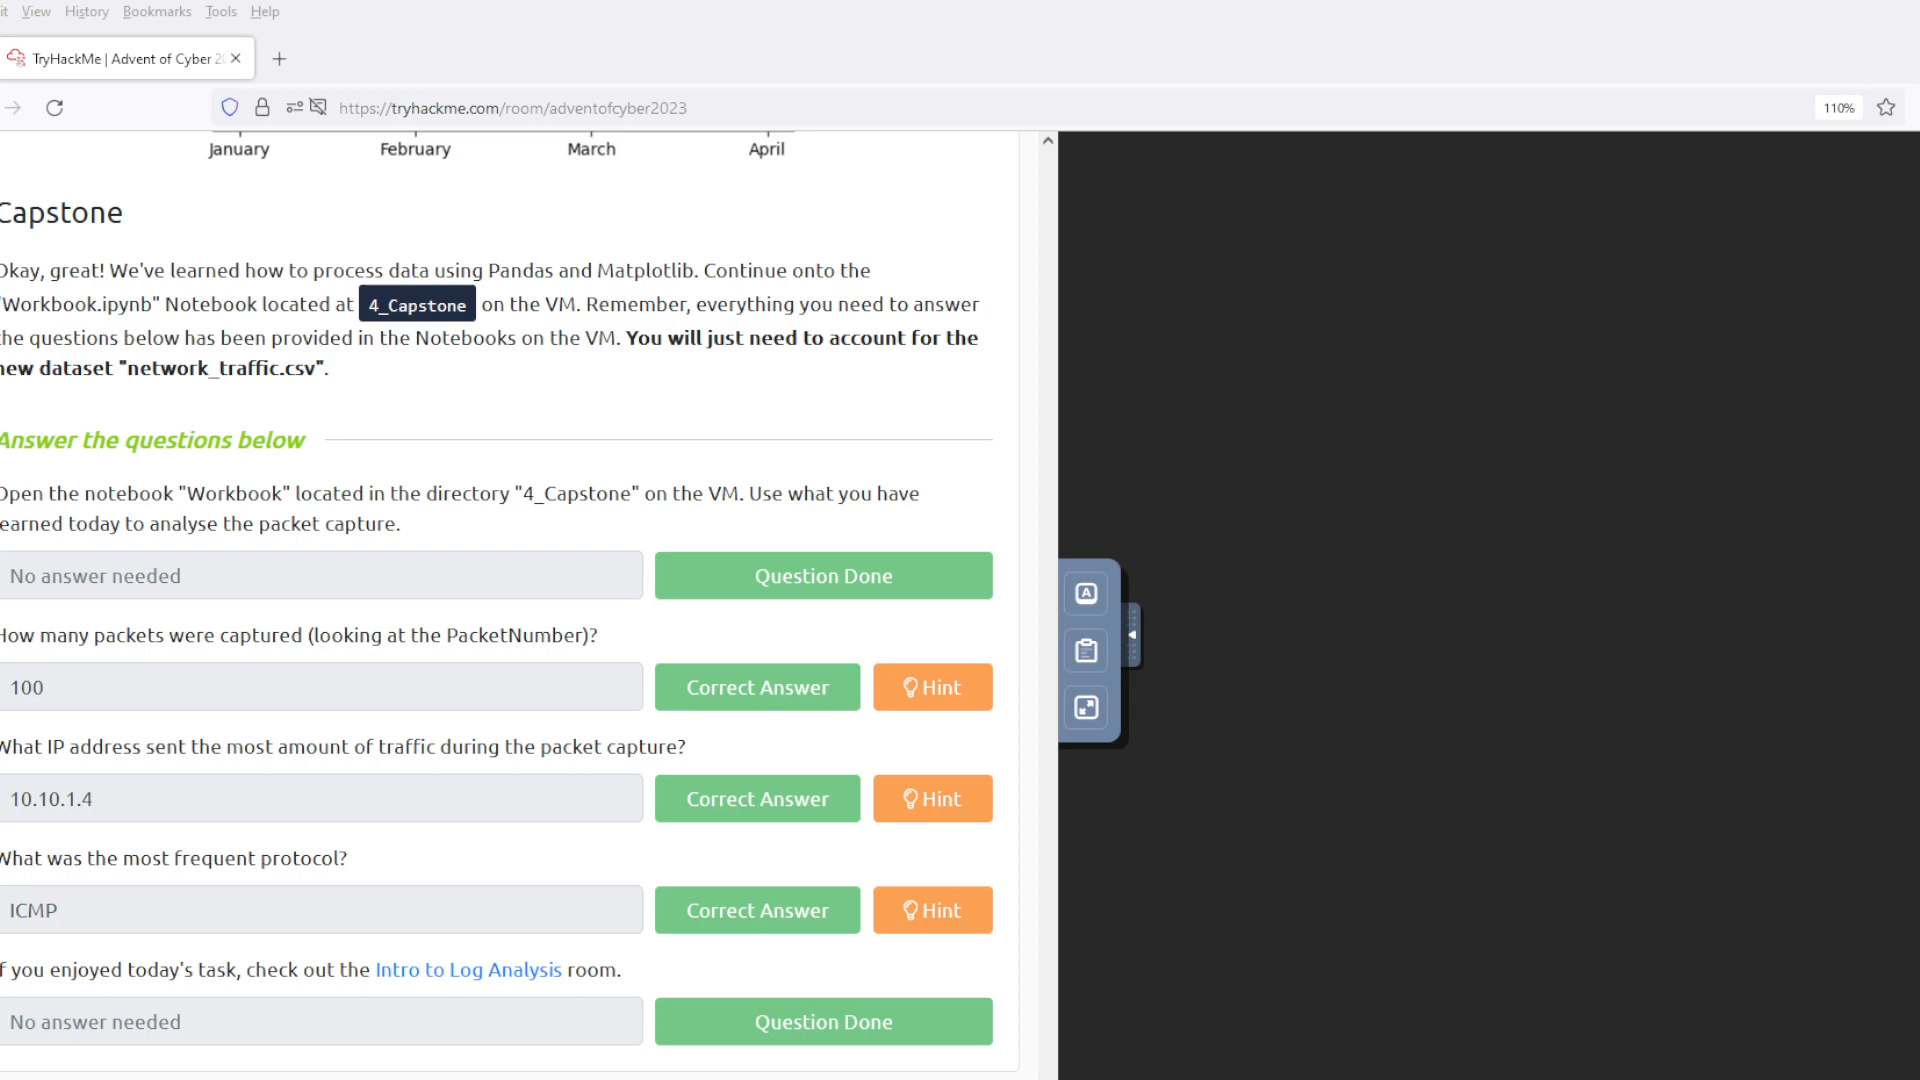 it View History Bookmarks Tools Help
TryHackMe | Advent of Cyber 20
https://tryhackme.com/room/adventofcyber2023 110%
January February March April
Capstone
Okay, great! We've learned how to process data using Pandas and Matplotlib. Continue onto the
"Workbook.ipynb" Notebook located at 4_Capstone on the VM. Remember, everything you need to answer
the questions below has been provided in the Notebooks on the VM. You will just need to account for the
new dataset "network_traffic.csv".
Answer the questions below
Open the notebook "Workbook" located in the directory "4_Capstone" on the VM. Use what you have
learned today to analyse the packet capture.
No answer needed Question Done
How many packets were captured (looking at the PacketNumber)?
100 Correct Answer Hint
What IP address sent the most amount of traffic during the packet capture?
10.10.1.4 Correct Answer Hint
What was the most frequent protocol?
ICMP Correct Answer Hint
If you enjoyed today's task, check out the Intro to Log Analysis room.
No answer needed Question Done